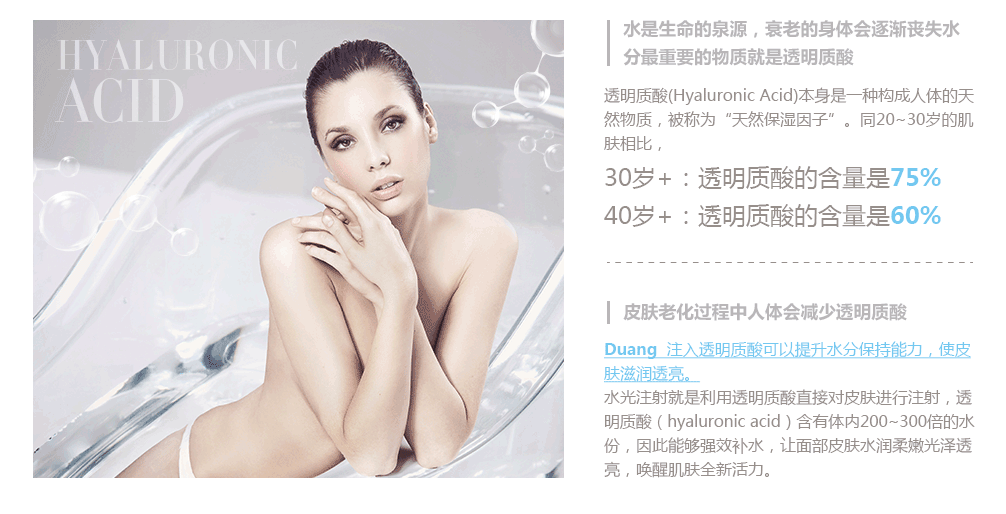 HYALURONIC
ACID
水是生命的泉源，衰老的身体会逐渐丧失水
分最重要的物质就是透明质酸
透明质酸(Hyaluronic Acid)本身是一种构成人体的天
然物质，被称为“天然保湿因子”。同20~30岁的肌
肤相比，
30岁+：透明质酸的含量是75%
40岁+：透明质酸的含量是60%
皮肤老化过程中人体会减少透明质酸
Duang 注入透明质酸可以提升水分保持能力，使皮
肤滋润透亮。
水光注射就是利用透明质酸直接对皮肤进行注射，透
明质酸（hyaluronic acid）含有体内200~300倍的水
份，因此能够强效补水，让面部皮肤水润柔嫩光泽透
亮，唤醒肌肤全新活力。